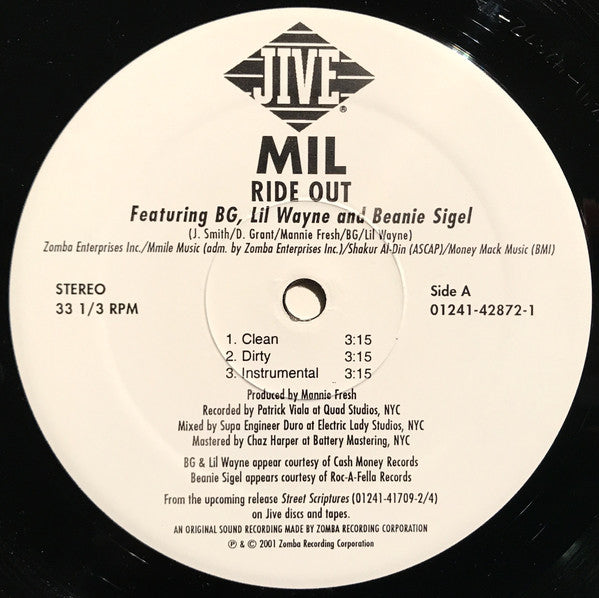 JIVE®
MIL
RIDE OUT
Featuring BG, Lil Wayne and Beanie Sigel
(J. Smith/D. Grant/Mannie Fresh/BG/Lil Wayne)
Zomba Enterprises Inc./Mmile Music (adm. by Zomba Enterprises Inc.)/Shakur Al-Din (ASCAP)/Money Mack Music (BMI)
STEREO
33 1/3 RPM
Side A
01241-42872-1
1. Clean 3:15
2. Dirty 3:15
3. Instrumental 3:15
Produced by Mannie Fresh
Recorded by Patrick Viala at Quad Studios, NYC
Mixed by Supa Engineer Duro at Electric Lady Studios, NYC
Mastered by Chaz Harper at Battery Mastering, NYC
BG & Lil Wayne appear courtesy of Cash Money Records
Beanie Sigel appears courtesy of Roc-A-Fella Records
From the upcoming release Street Scriptures (01241-41709-2/4)
on Jive discs and tapes.
AN ORIGINAL SOUND RECORDING MADE BY ZOMBA RECORDING CORPORATION
℗ & © 2001 Zomba Recording Corporation